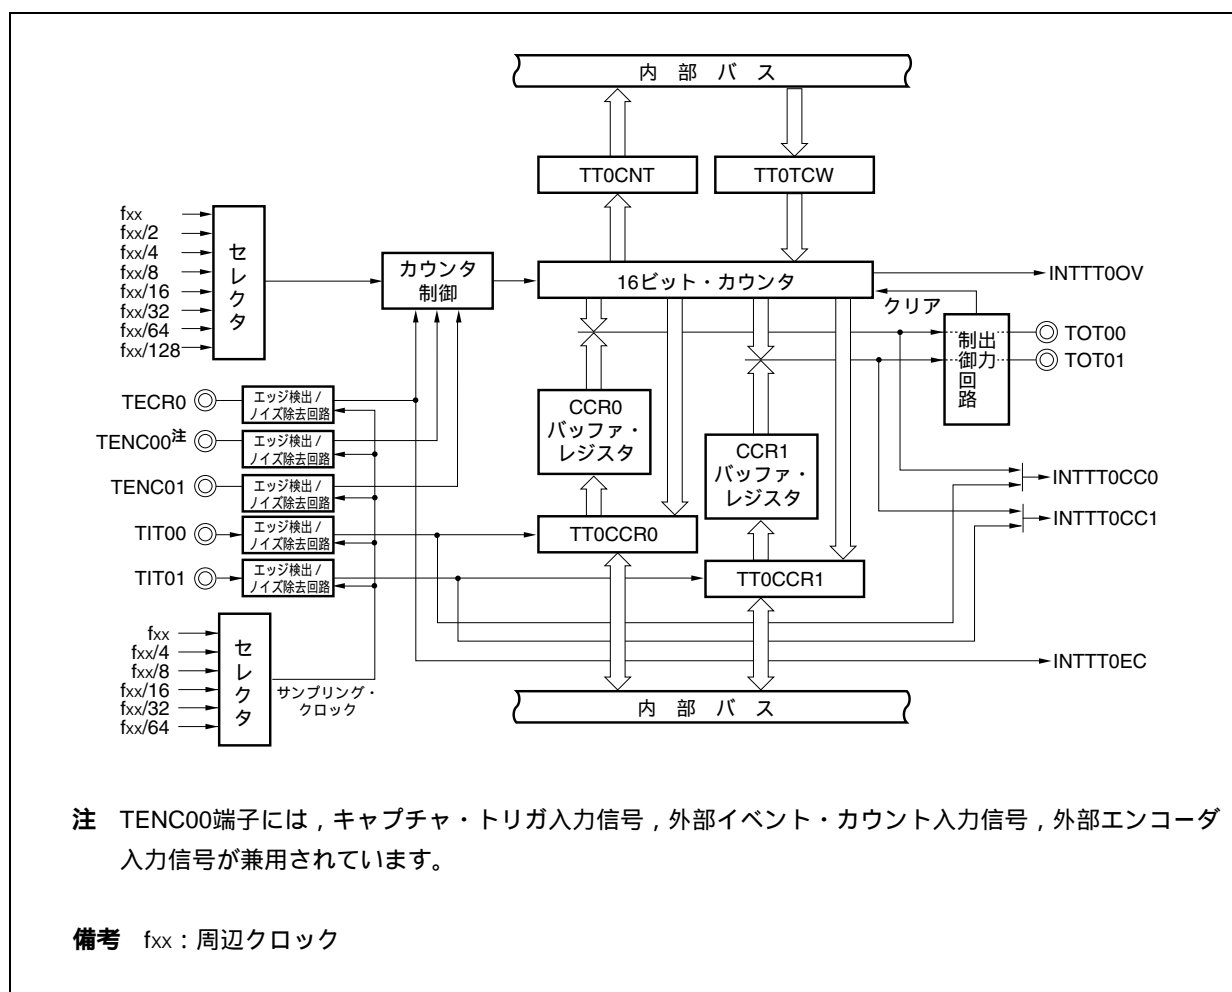 内 部 バ ス
TT0CNT
TT0TCW
fxx
fxx/2
fxx/4
fxx/8
fxx/16
fxx/32
fxx/64
fxx/128
セレクタ
カウンタ
制御
16ビット・カウンタ
INTTT0OV
クリア
制御出力回路
TOT00
TOT01
TECR0
エッジ検出/
ノイズ除去回路
TENC00注
エッジ検出/
ノイズ除去回路
TENC01
エッジ検出/
ノイズ除去回路
TIT00
エッジ検出/
ノイズ除去回路
TIT01
エッジ検出/
ノイズ除去回路
CCR0
バッファ・
レジスタ
CCR1
バッファ・
レジスタ
INTTT0CC0
INTTT0CC1
TT0CCR0
TT0CCR1
fxx
fxx/4
fxx/8
fxx/16
fxx/32
fxx/64
セレクタ
サンプリング・
クロック
INTTT0EC
内 部 バ ス
注 TENC00端子には，キャプチャ・トリガ入力信号，外部イベント・カウント入力信号，外部エンコーダ
入力信号が兼用されています。
備考 fxx：周辺クロック